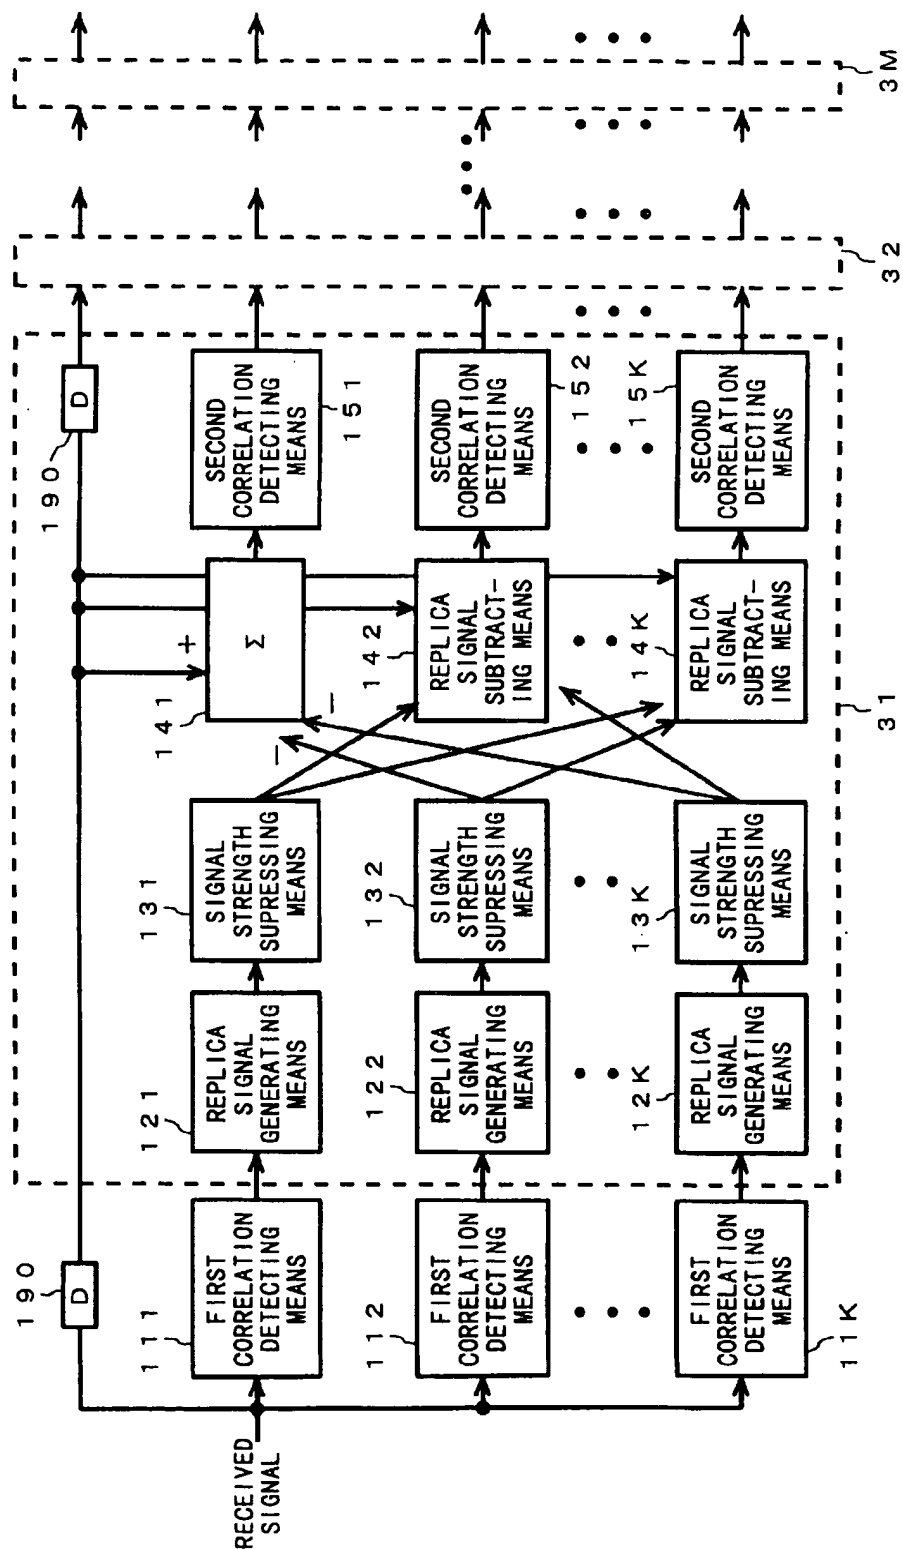 RECEIVED
SIGNAL
190
D
111
FIRST
CORRELATION
DETECTING
MEANS
112
FIRST
CORRELATION
DETECTING
MEANS
11K
FIRST
CORRELATION
DETECTING
MEANS
121
REPLICA
SIGNAL
GENERATING
MEANS
122
REPLICA
SIGNAL
GENERATING
MEANS
12K
REPLICA
SIGNAL
GENERATING
MEANS
131
SIGNAL
STRENGTH
SUPRESSING
MEANS
132
SIGNAL
STRENGTH
SUPRESSING
MEANS
13K
SIGNAL
STRENGTH
SUPRESSING
MEANS
141
+
−
−
Σ
142
REPLICA
SIGNAL
SUBTRACT-
ING MEANS
14K
REPLICA
SIGNAL
SUBTRACT-
ING MEANS
190
D
SECOND
CORRELATION
DETECTING
MEANS
151
SECOND
CORRELATION
DETECTING
MEANS
152
15K
SECOND
CORRELATION
DETECTING
MEANS
31
32
3M